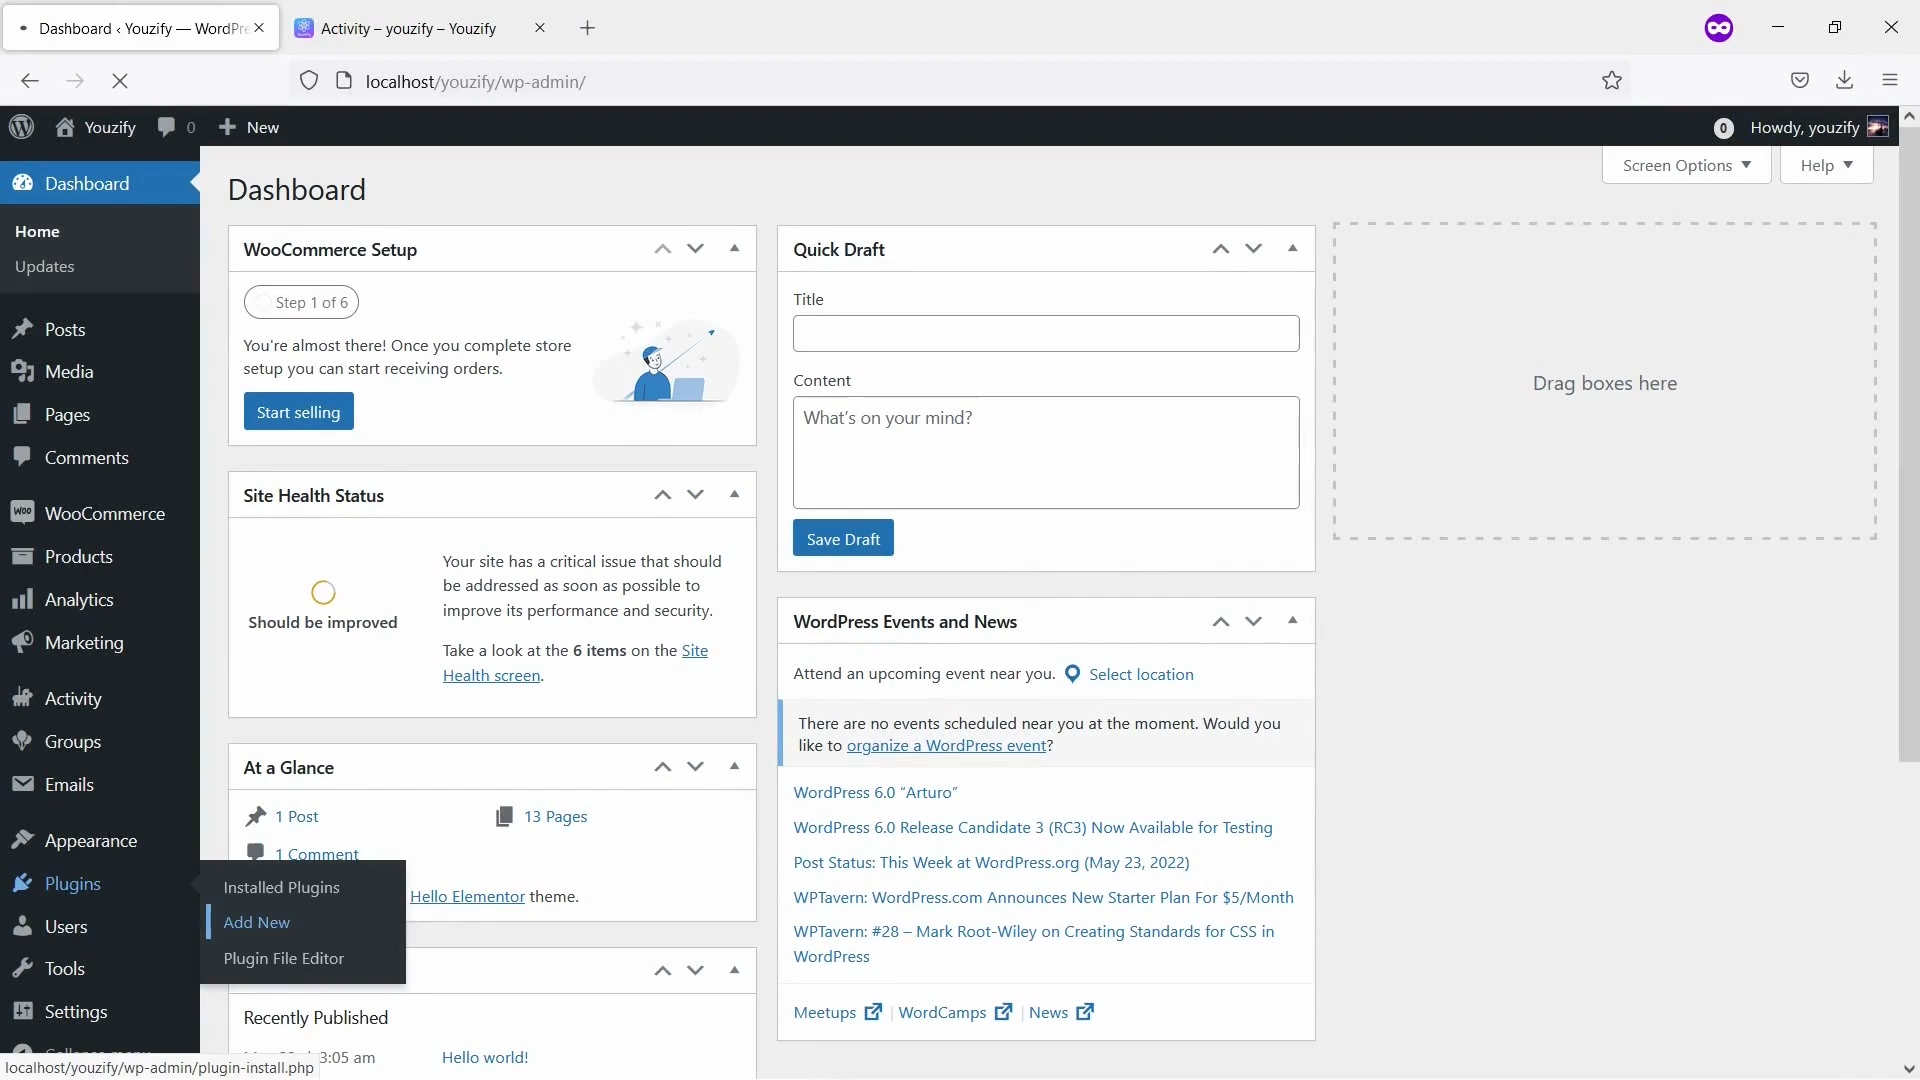 Dashboard ‹ Youzify — WordPre
Activity – youzify – Youzify
localhost/youzify/wp-admin/
Youzify
0
New
0
Howdy, youzify
Dashboard
Home
Updates
Posts
Media
Pages
Comments
WooCommerce
Products
Analytics
Marketing
Activity
Groups
Emails
Appearance
Plugins
Users
Tools
Settings
Installed Plugins
Add New
Plugin File Editor
Screen Options
Help
Dashboard
WooCommerce Setup
Step 1 of 6
You're almost there! Once you complete store
setup you can start receiving orders.
Start selling
Site Health Status
Should be improved
Your site has a critical issue that should
be addressed as soon as possible to
improve its performance and security.
Take a look at the 6 items on the Site
Health screen.
At a Glance
1 Post
13 Pages
1 Comment
Hello Elementor theme.
Recently Published
3:05 am
Hello world!
Quick Draft
Title
Content
What's on your mind?
Save Draft
WordPress Events and News
Attend an upcoming event near you.
Select location
There are no events scheduled near you at the moment. Would you
like to organize a WordPress event?
WordPress 6.0 “Arturo”
WordPress 6.0 Release Candidate 3 (RC3) Now Available for Testing
Post Status: This Week at WordPress.org (May 23, 2022)
WPTavern: WordPress.com Announces New Starter Plan For $5/Month
WPTavern: #28 – Mark Root-Wiley on Creating Standards for CSS in
WordPress
Meetups | WordCamps | News
Drag boxes here
localhost/youzify/wp-admin/plugin-install.php